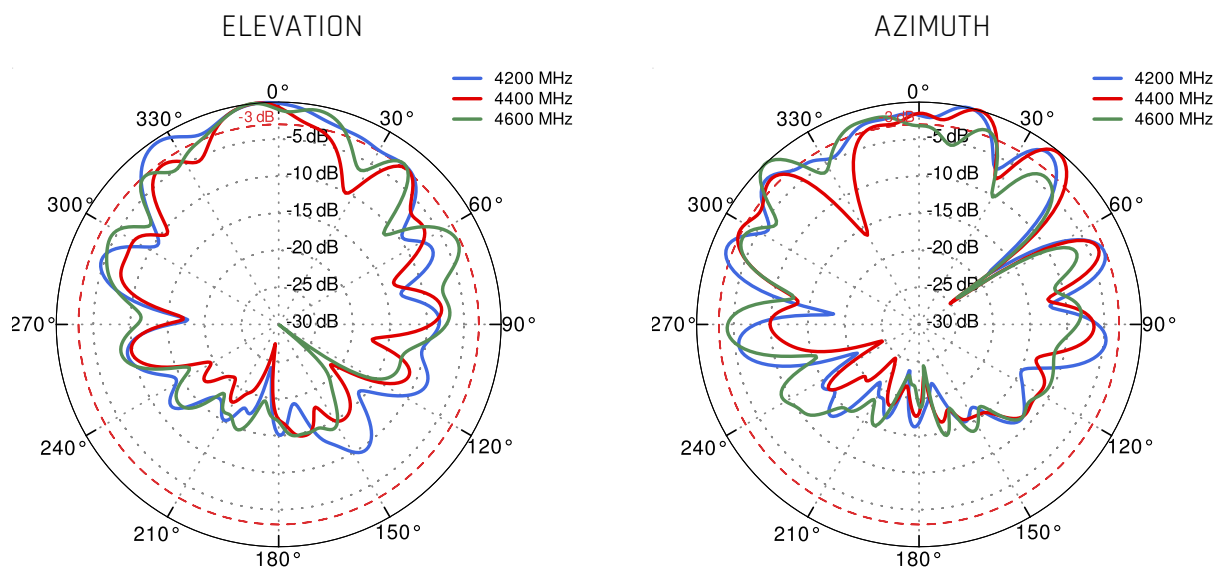 ELEVATION
4200 MHz
4400 MHz
4600 MHz
0°
30°
60°
90°
120°
150°
180°
210°
240°
270°
300°
330°
-3 dB
-5 dB
-10 dB
-15 dB
-20 dB
-25 dB
-30 dB
AZIMUTH
4200 MHz
4400 MHz
4600 MHz
0°
30°
60°
90°
120°
150°
180°
210°
240°
270°
300°
330°
-3 dB
-5 dB
-10 dB
-15 dB
-20 dB
-25 dB
-30 dB